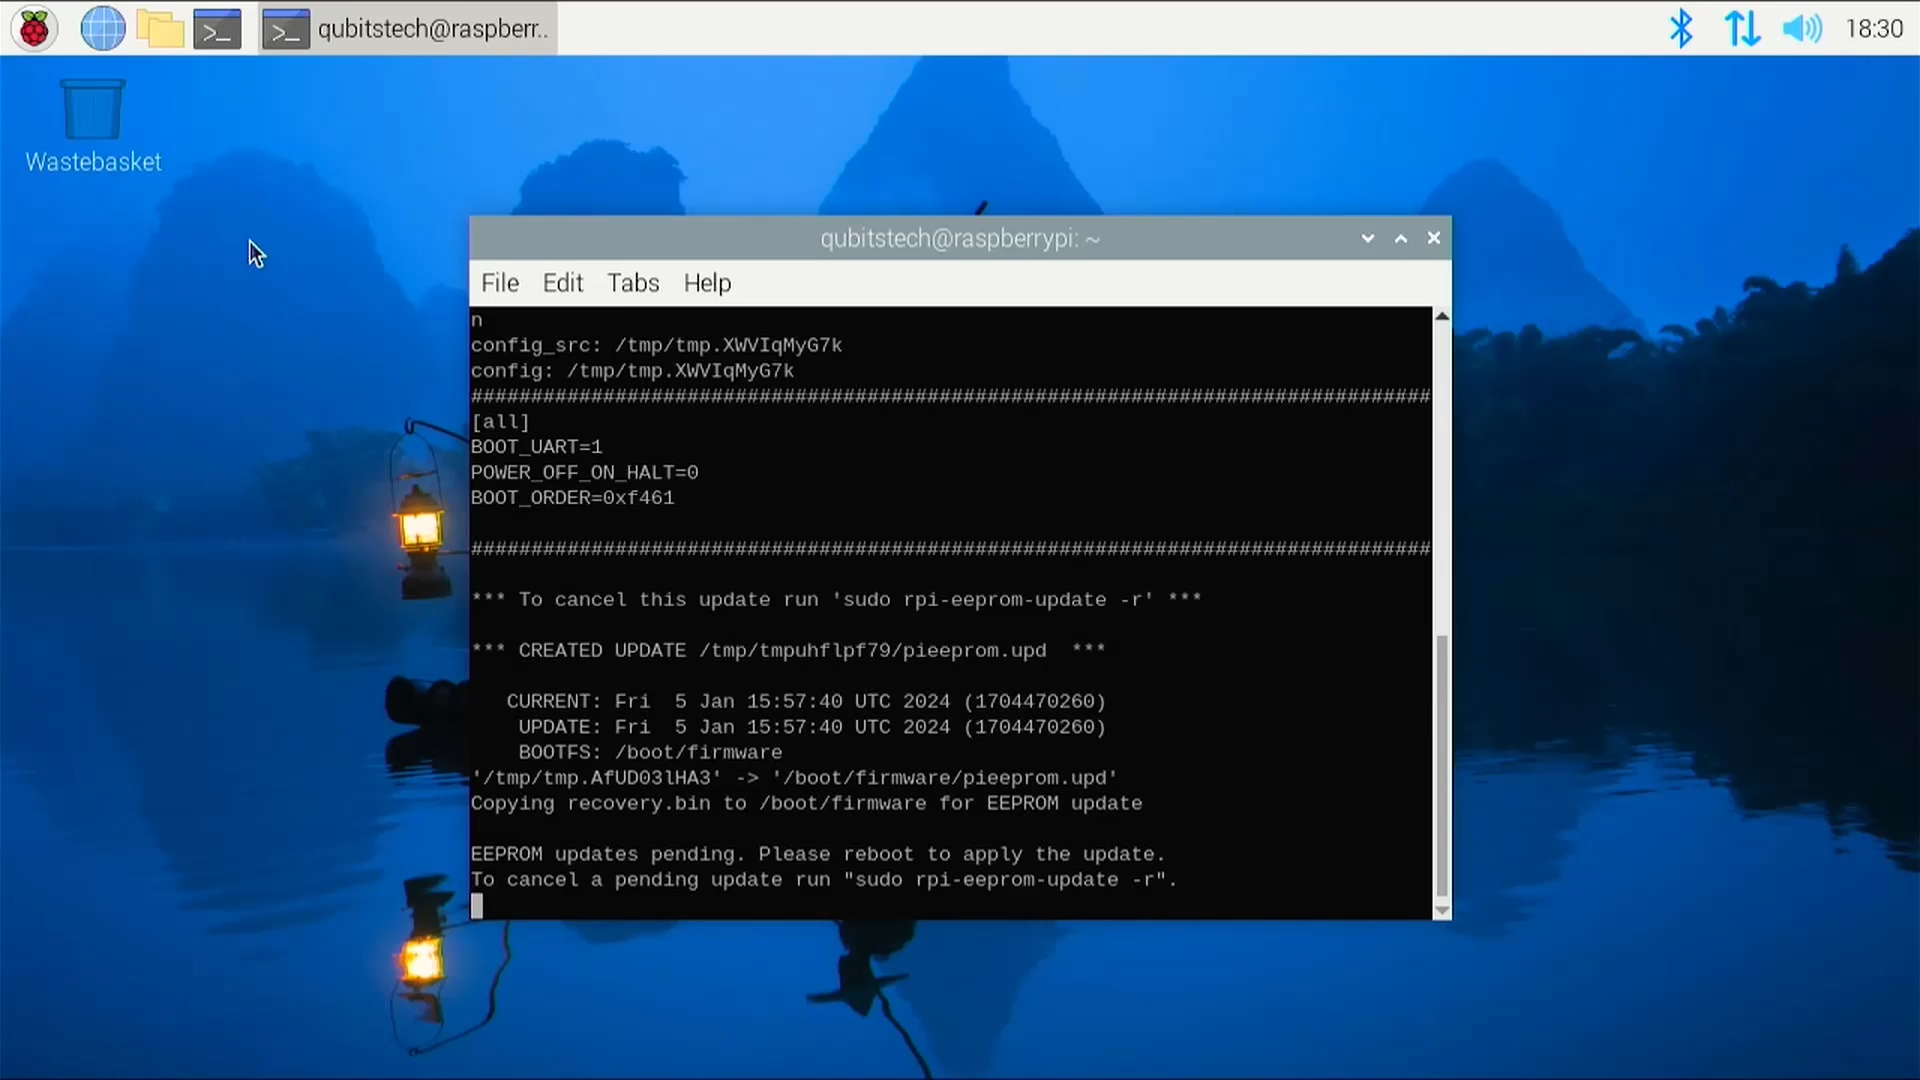 qubitstech@raspberr..
18:30
Wastebasket
qubitstech@raspberrypi: ~
File Edit Tabs Help
n
config_src: /tmp/tmp.XWVIqMyG7k
config: /tmp/tmp.XWVIqMyG7k
################################################################################
[all]
BOOT_UART=1
POWER_OFF_ON_HALT=0
BOOT_ORDER=0xf461
################################################################################
*** To cancel this update run 'sudo rpi-eeprom-update -r' ***
*** CREATED UPDATE /tmp/tmpuhflpf79/pieeprom.upd  ***
CURRENT: Fri  5 Jan 15:57:40 UTC 2024 (1704470260)
UPDATE: Fri  5 Jan 15:57:40 UTC 2024 (1704470260)
BOOTFS: /boot/firmware
'/tmp/tmp.AfUD03lHA3' -> '/boot/firmware/pieeprom.upd'
Copying recovery.bin to /boot/firmware for EEPROM update
EEPROM updates pending. Please reboot to apply the update.
To cancel a pending update run "sudo rpi-eeprom-update -r".